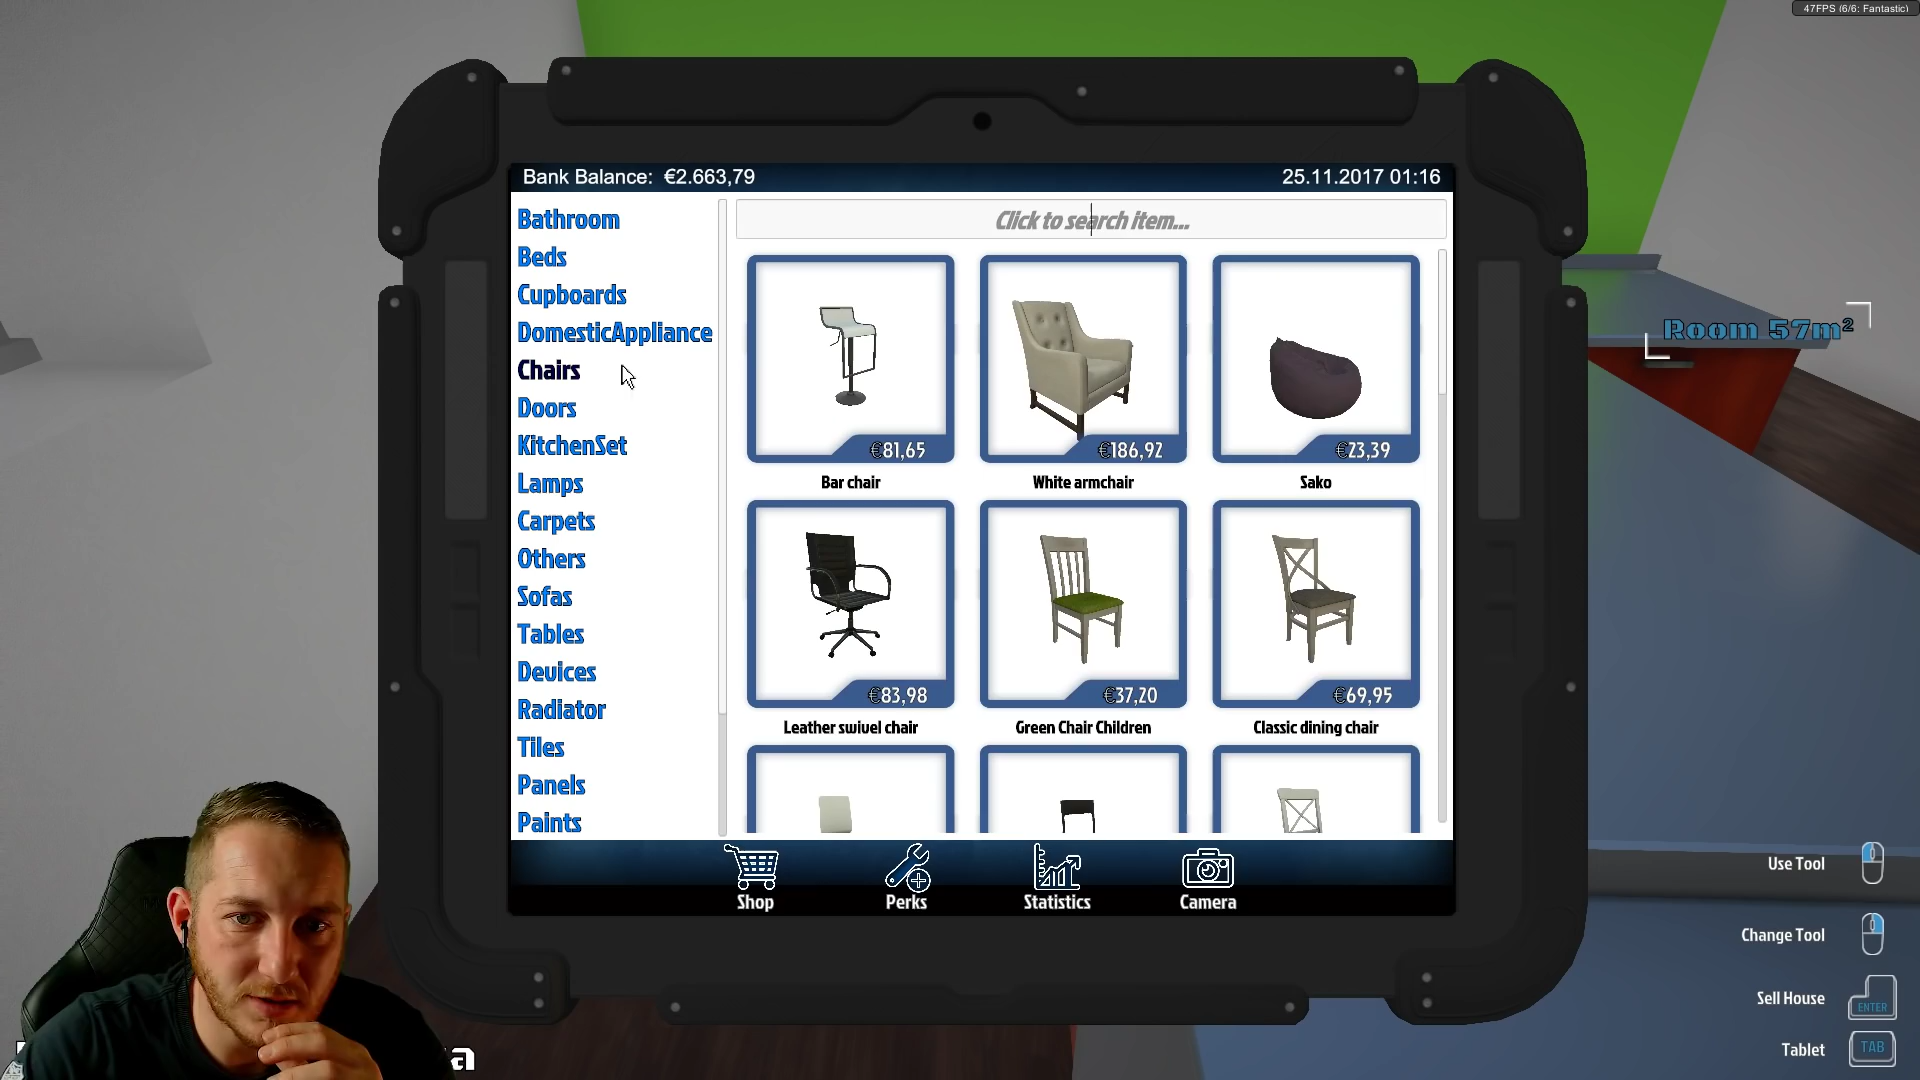 47FPS (6/6: Fantastic)
Bank Balance: €2.663,79
25.11.2017 01:16
Bathroom
Beds
Cupboards
DomesticAppliance
Chairs
Doors
KitchenSet
Lamps
Carpets
Others
Sofas
Tables
Devices
Radiator
Tiles
Panels
Paints
Click to search item...
€81,65
€186,92
€23,39
Bar chair
White armchair
Sako
€83,98
€37,20
€69,95
Leather swivel chair
Green Chair Children
Classic dining chair
Shop
Perks
Statistics
Camera
Room 57m²
Use Tool
Change Tool
Sell House
ENTER
Tablet
TAB